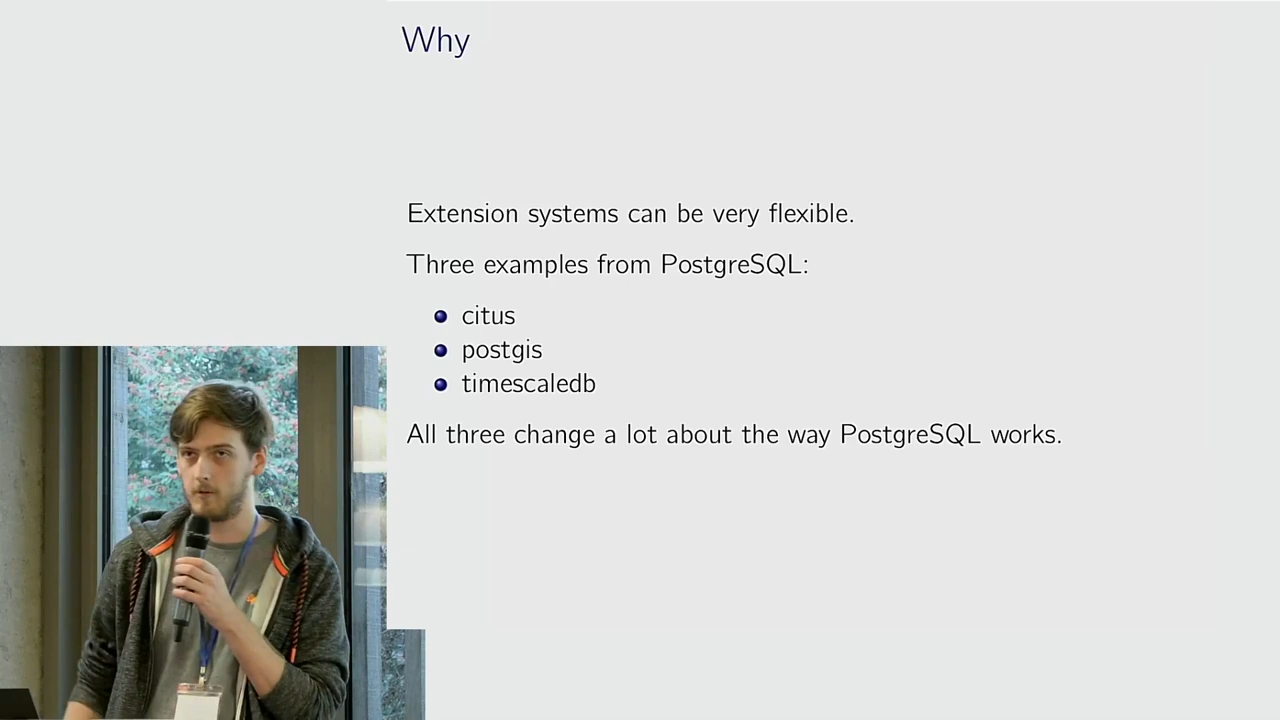 Why
Extension systems can be very flexible.
Three examples from PostgreSQL:
citus
postgis
timescaledb
All three change a lot about the way PostgreSQL works.